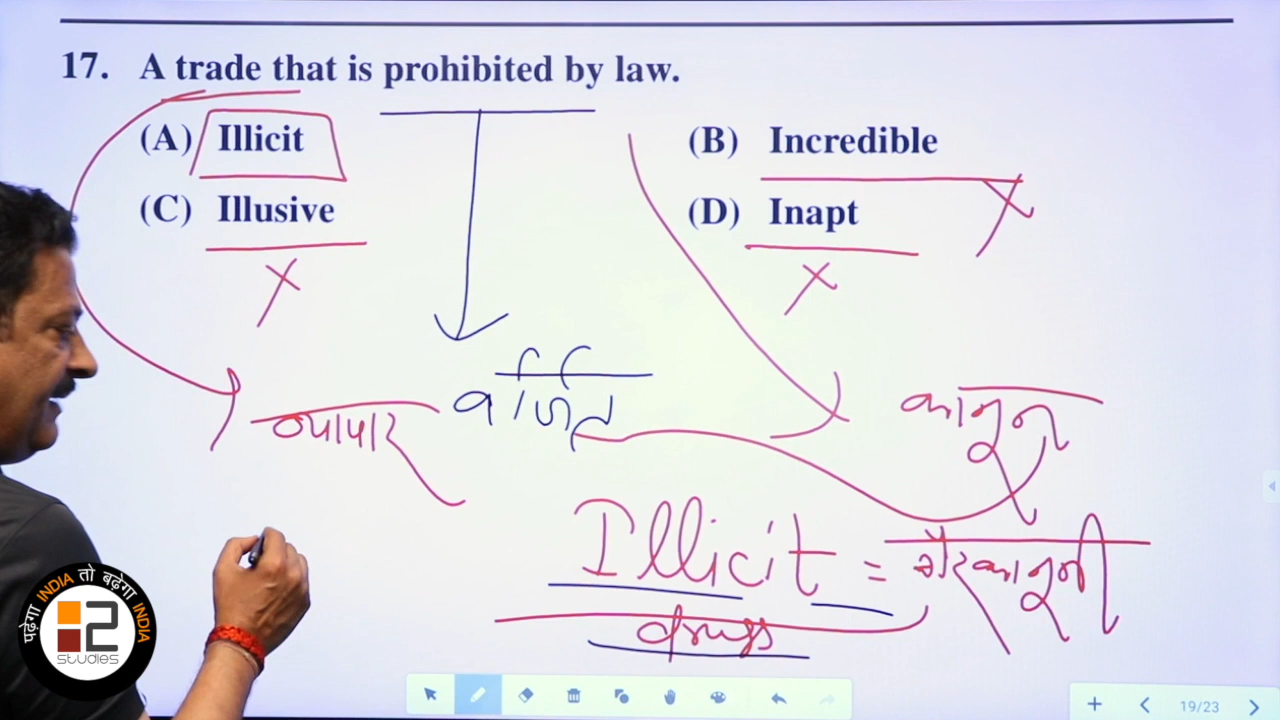 17. A trade that is prohibited by law.
(A) Illicit (B) Incredible
(C) Illusive (D) Inapt
व्यापार वर्जित कानून
Illicit = गैरकानूनी
drugs
पढ़ेगा INDIA तो बढ़ेगा INDIA
i2
studies
19/23